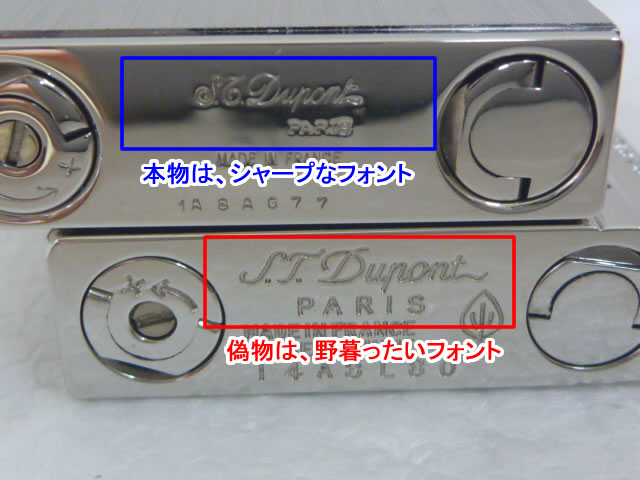 S.T. Dupont
PARIS
MADE IN FRANCE
本物は、シャープなフォント
1A8AG77
S.T. Dupont
PARIS
MADE IN FRANCE
偽物は、野暮ったいフォント